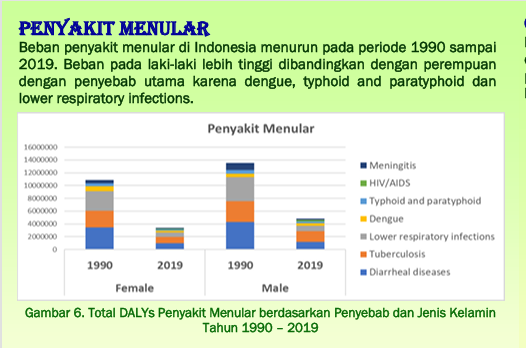 PENYAKIT MENULAR
Beban penyakit menular di Indonesia menurun pada periode 1990 sampai
2019. Beban pada laki-laki lebih tinggi dibandingkan dengan perempuan
dengan penyebab utama karena dengue, typhoid and paratyphoid dan
lower respiratory infections.
Penyakit Menular
16000000
14000000
12000000
10000000
8000000
6000000
4000000
2000000
0
1990 2019 1990 2019
Female Male
Meningitis
HIV/AIDS
Typhoid and paratyphoid
Dengue
Lower respiratory infections
Tuberculosis
Diarrheal diseases
Gambar 6. Total DALYs Penyakit Menular berdasarkan Penyebab dan Jenis Kelamin
Tahun 1990 – 2019